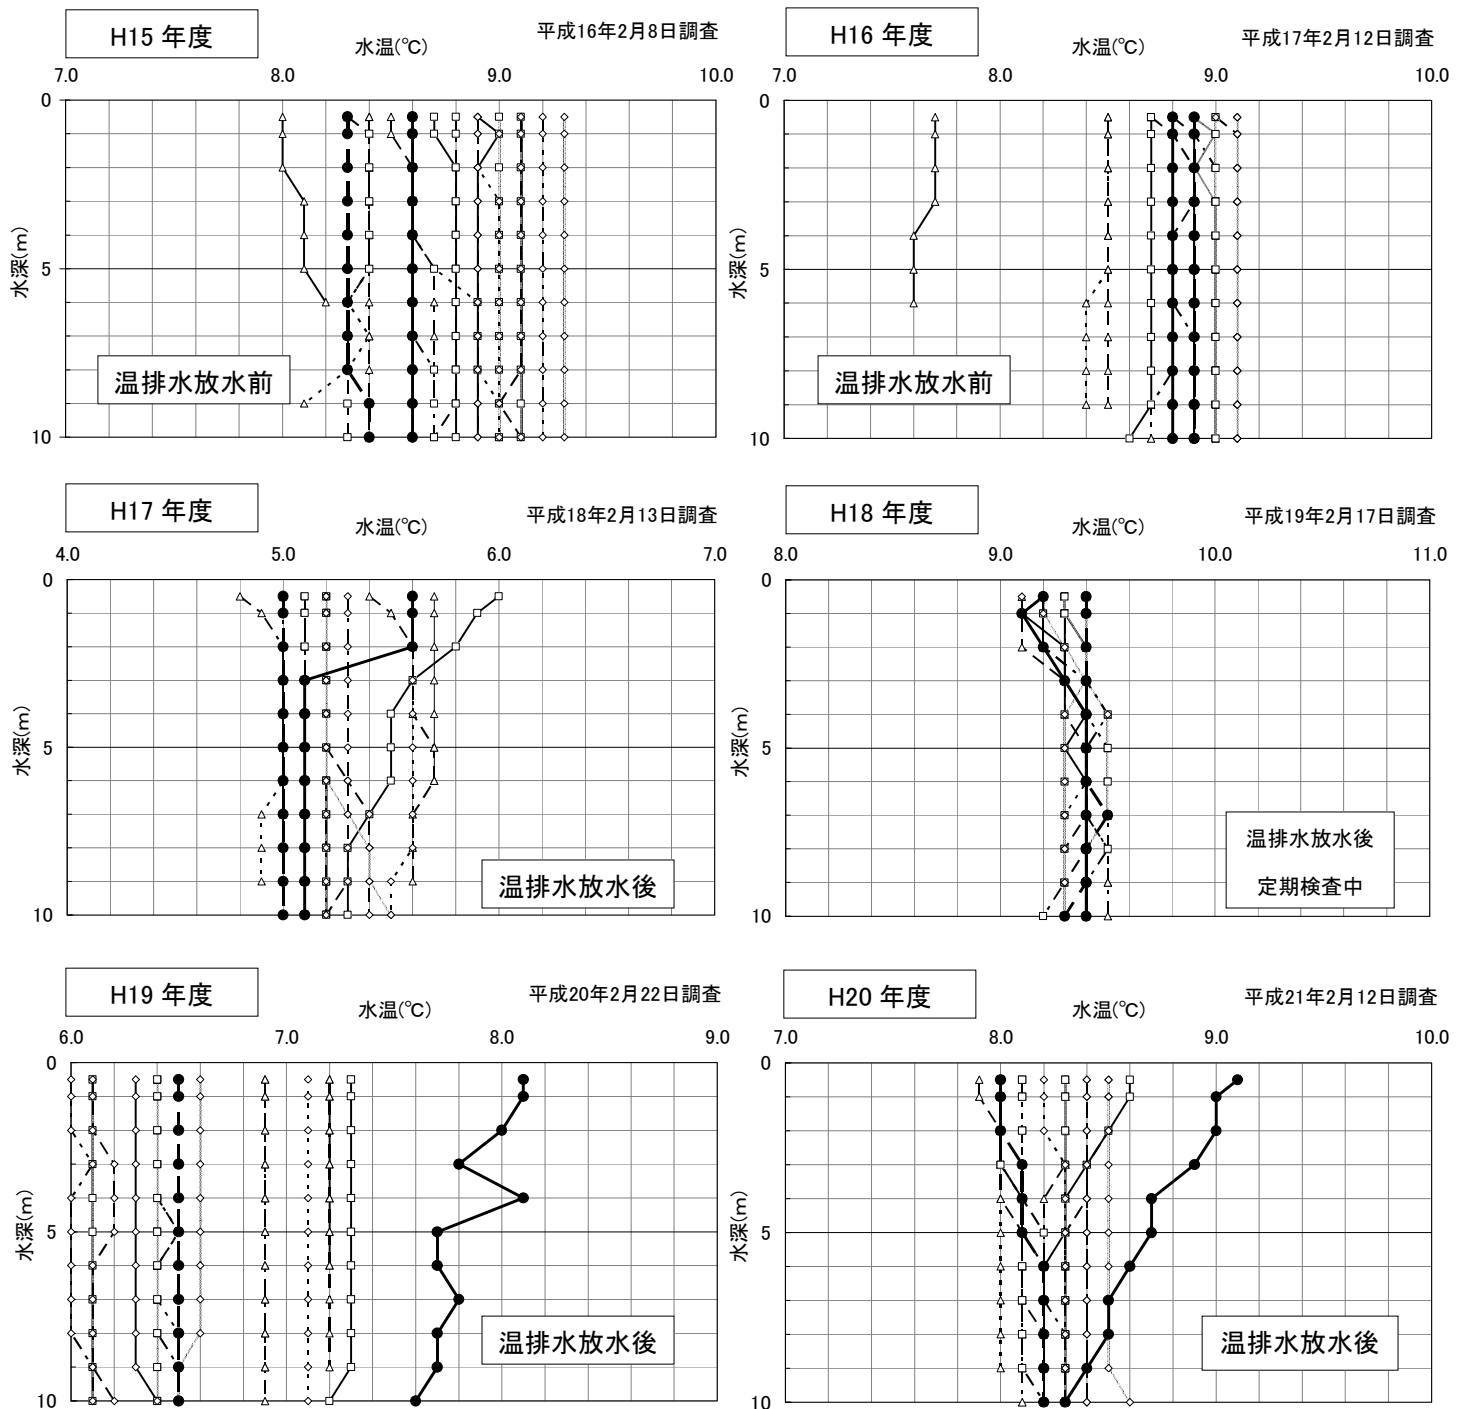 H15 年度
水温(℃)
平成16年2月8日調査
7.0 8.0 9.0 10.0
0
5
10
水深(m)
温排水放水前
H16 年度
水温(℃)
平成17年2月12日調査
7.0 8.0 9.0 10.0
0
5
10
水深(m)
温排水放水前
H17 年度
水温(℃)
平成18年2月13日調査
4.0 5.0 6.0 7.0
0
5
10
水深(m)
温排水放水後
H18 年度
水温(℃)
平成19年2月17日調査
8.0 9.0 10.0 11.0
0
5
10
水深(m)
温排水放水後
定期検査中
H19 年度
水温(℃)
平成20年2月22日調査
6.0 7.0 8.0 9.0
0
5
10
水深(m)
温排水放水後
H20 年度
水温(℃)
平成21年2月12日調査
7.0 8.0 9.0 10.0
0
5
10
水深(m)
温排水放水後